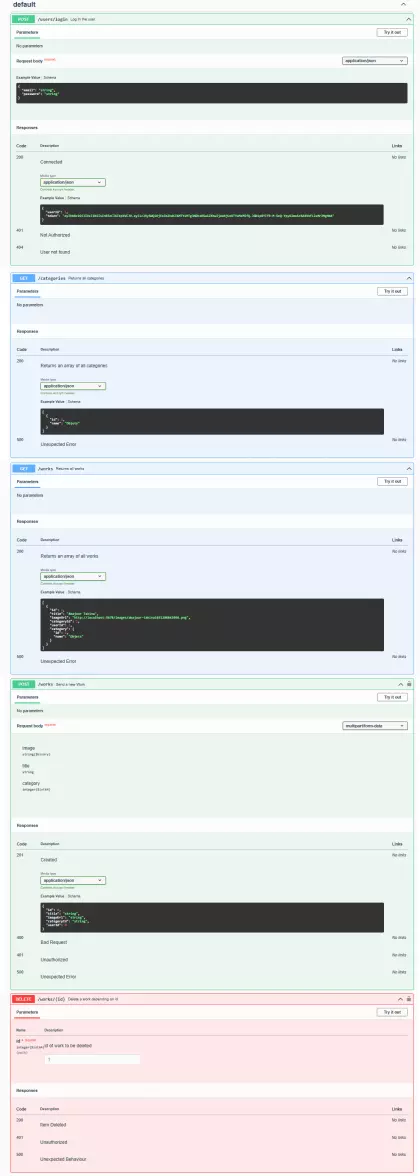 default
POST /users/login Log in the user
Parameters Try it out
No parameters
Request body required application/json
Example Value Schema
{
"email": "string",
"password": "string"
}
Responses
Code Description Links
200 No links
Connected
Media type
application/json
Controls Accept header.
Example Value Schema
{
"userId": 1,
"token":
}
401 No links
Not Authorized
404 No links
User not found
GET /categories Returns all categories
Parameters Try it out
No parameters
Responses
Code Description Links
200 No links
Returns an array of all categories
Media type
application/json
Controls Accept header.
Example Value Schema
[
{
"id": 1,
"name": "Object"
}
]
500 No links
Unexpected Error
GET /works Returns all works
Parameters Try it out
No parameters
Responses
Code Description Links
200 No links
Returns an array of all works
Media type
application/json
Controls Accept header.
Example Value Schema
[
{
"id": 1,
"title":
"imageUrl":
"categoryId": 1,
"userId": 1,
"category": {
"id": 1,
"name": "Object"
}
}
]
500 No links
Unexpected Error
POST /works Send a new Work
Parameters Try it out
No parameters
Request body required multipart/form-data
image
string($binary)
title
string
category
integer($int64)
Responses
Code Description Links
201 No links
Created
Media type
application/json
Controls Accept header.
Example Value Schema
{
"id": 0,
"title": "string",
"imageUrl": "string",
"categoryId": "string",
"userId": 0
}
400 No links
Bad Request
401 No links
Unauthorized
500 No links
Unexpected Error
DELETE /works/{id} Delete a work depending on id
Parameters Try it out
Name Description
id * required
integer($int64) id of work to be deleted
(path)
1
Responses
Code Description Links
200 No links
Item Deleted
401 No links
Unauthorized
500 No links
Unexpected Behaviour